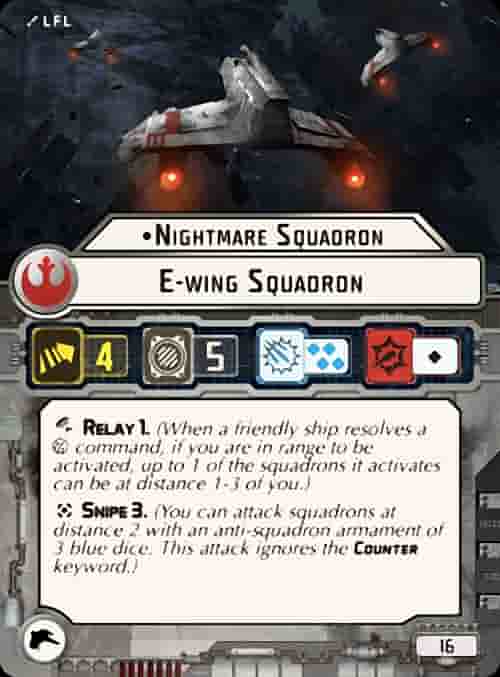 LFL
•Nightmare Squadron
E-wing Squadron
4 5
Relay 1. (When a friendly ship resolves a
command, if you are in range to be
activated, up to 1 of the squadrons it activates
can be at distance 1-3 of you.)
Snipe 3. (You can attack squadrons at
distance 2 with an anti-squadron armament of
3 blue dice. This attack ignores the Counter
keyword.)
16